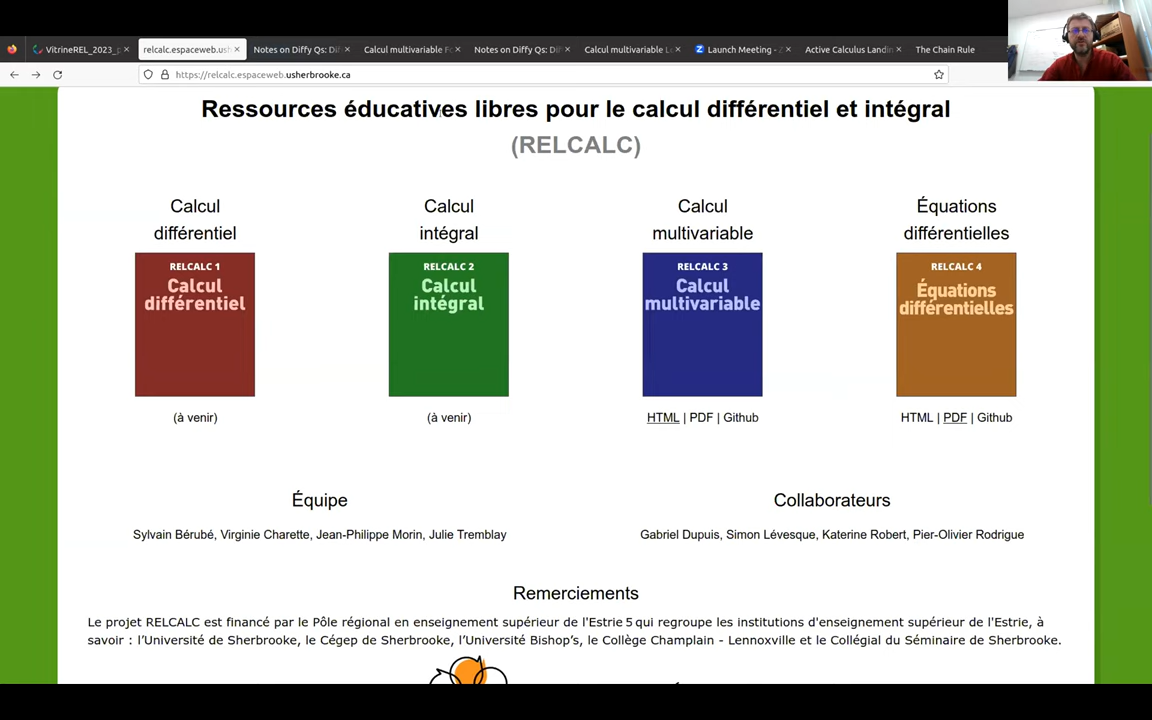 VitrineREL_2023_p
relcalc.espaceweb.ush
Notes on Diffy Qs: Di
Calcul multivariable F
Notes on Diffy Qs: Di
Calcul multivariable L
Launch Meeting - Z
Active Calculus Landin
The Chain Rule
https://relcalc.espaceweb.usherbrooke.ca
Ressources éducatives libres pour le calcul différentiel et intégral
(RELCALC)
Calcul
différentiel
Calcul
intégral
Calcul
multivariable
Équations
différentielles
RELCALC 1
Calcul
différentiel
RELCALC 2
Calcul
intégral
RELCALC 3
Calcul
multivariable
RELCALC 4
Équations
différentielles
(à venir)
(à venir)
HTML | PDF | Github
HTML | PDF | Github
Équipe
Collaborateurs
Sylvain Bérubé, Virginie Charette, Jean-Philippe Morin, Julie Tremblay
Gabriel Dupuis, Simon Lévesque, Katerine Robert, Pier-Olivier Rodrigue
Remerciements
Le projet RELCALC est financé par le Pôle régional en enseignement supérieur de l'Estrie 5 qui regroupe les institutions d'enseignement supérieur de l'Estrie, à
savoir : l'Université de Sherbrooke, le Cégep de Sherbrooke, l'Université Bishop's, le Collège Champlain - Lennoxville et le Collégial du Séminaire de Sherbrooke.